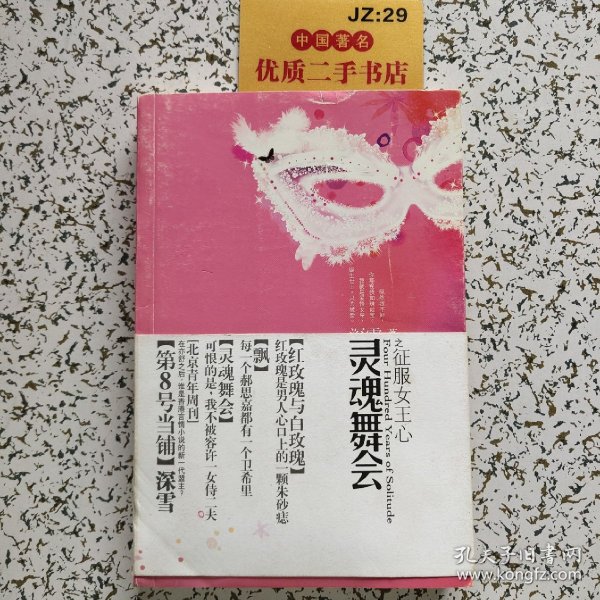 JZ:29
中国著名
优质二手书店
之征服女王心
Four Hundred Years of Solitude
灵魂舞会
【红玫瑰与白玫瑰】
红玫瑰是男人心口上的一颗朱砂痣
【飘】
每一个郝思嘉都有一个卫希里
【灵魂舞会】
可恨的是，我不被容许一女侍二夫
[北京青年周刊]
【第8号当铺】深雪
孔夫子旧书网
www.kongfz.com